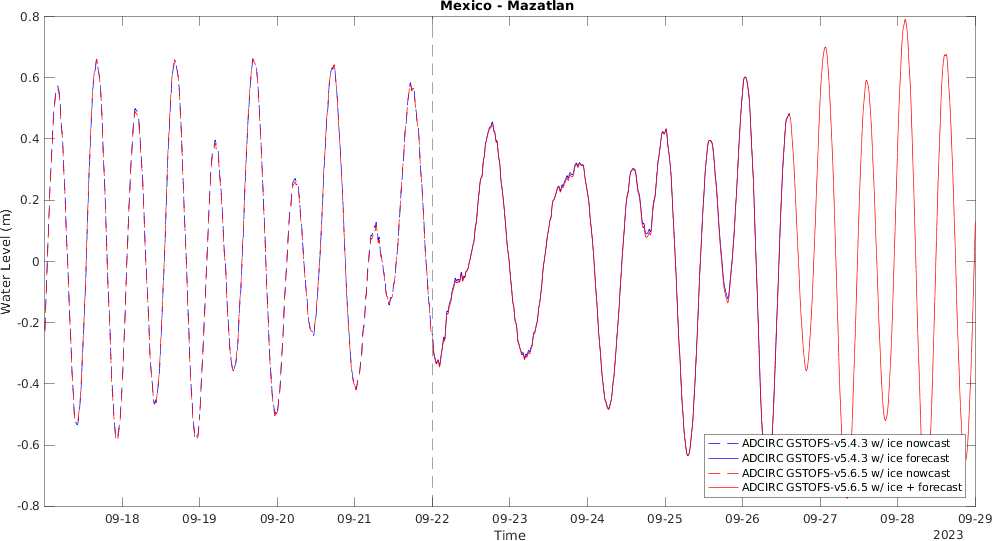 Mexico - Mazatlan
0.8
0.6
0.4
0.2
0
-0.2
-0.4
-0.6
-0.8
Water Level (m)
ADCIRC GSTOFS-v5.4.3 w/ ice nowcast
ADCIRC GSTOFS-v5.4.3 w/ ice forecast
ADCIRC GSTOFS-v5.6.5 w/ ice nowcast
ADCIRC GSTOFS-v5.6.5 w/ ice + forecast
09-18 09-19 09-20 09-21 09-22 09-23 09-24 09-25 09-26 09-27 09-28 09-29
Time
2023